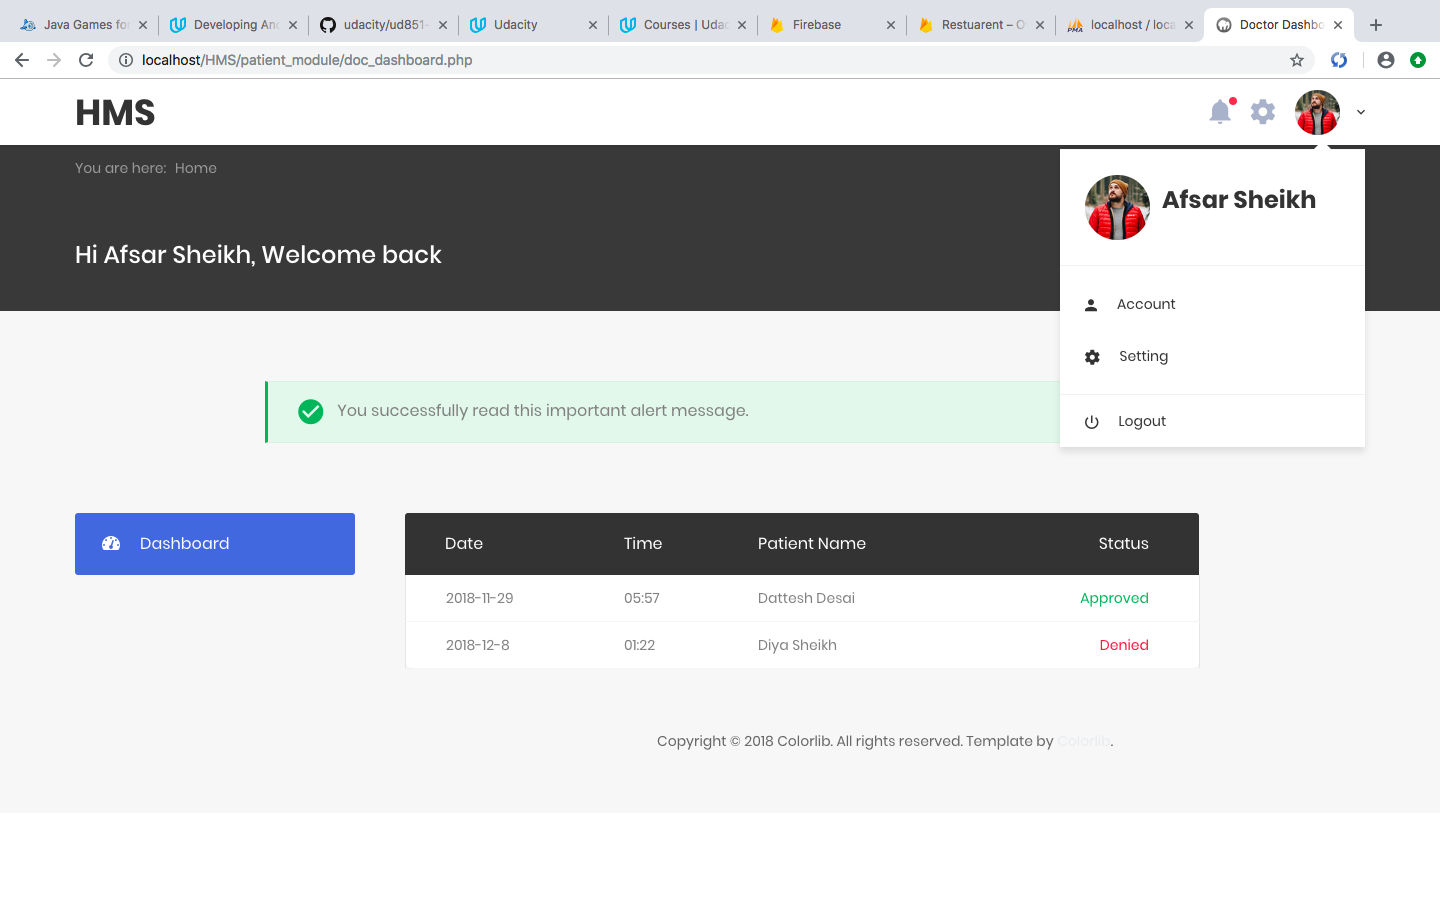 Java Games for
Developing And
udacity/ud851-
Udacity
Courses | Udac
Firebase
Restuarent – O
localhost / loca
Doctor Dashbo
localhost/HMS/patient_module/doc_dashboard.php
HMS
You are here: Home
Afsar Sheikh
Hi Afsar Sheikh, Welcome back
Account
Setting
You successfully read this important alert message.
Logout
Dashboard
Date Time Patient Name Status
2018-11-29 05:57 Dattesh Desai Approved
2018-12-8 01:22 Diya Sheikh Denied
Copyright © 2018 Colorlib. All rights reserved. Template by Colorlib.